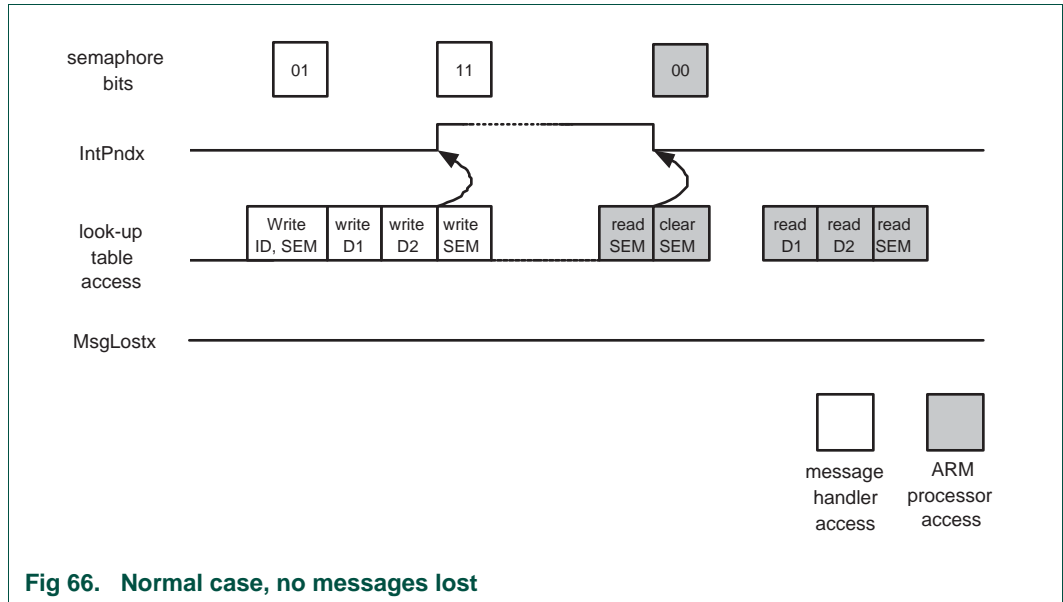 semaphore
bits
01
11
00
IntPndx
look-up
table
access
Write
ID, SEM
write
D1
write
D2
write
SEM
read
SEM
clear
SEM
read
D1
read
D2
read
SEM
MsgLostx
message
handler
access
ARM
processor
access
Fig 66. Normal case, no messages lost